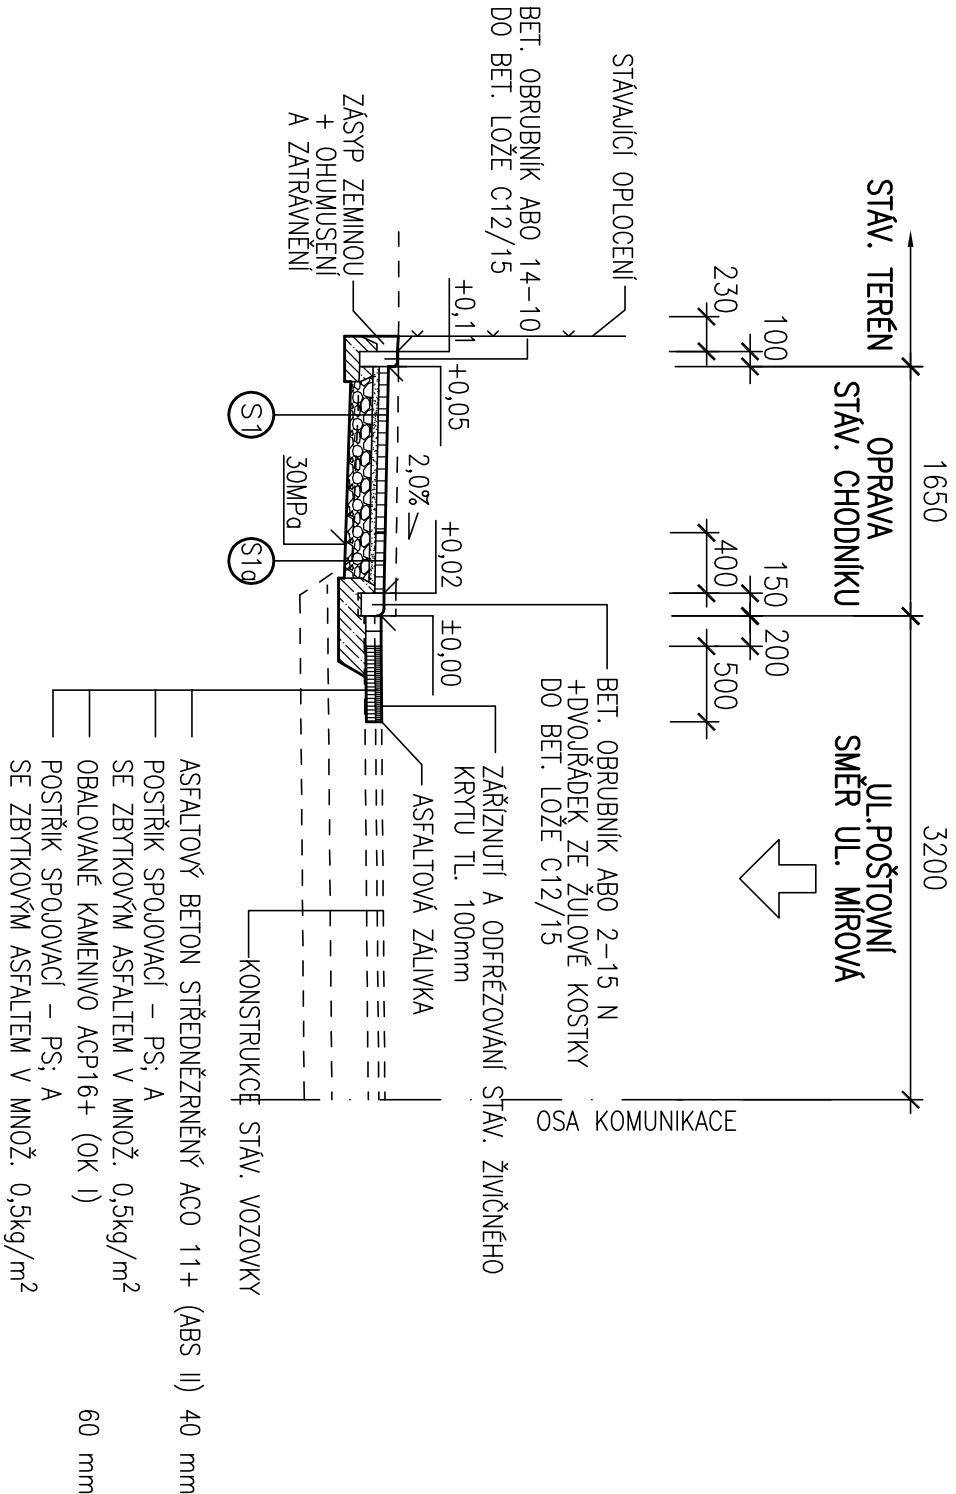 STÁV. TERÉN
OPRAVA
STÁV. CHODNÍKU
UL.POŠTOVNÍ
SMĚR UL. MÍROVÁ
1650
3200
100
230
150
400
200
500
STÁVAJÍCÍ OPLOCENÍ
BET. OBRUBNÍK ABO 14-10
DO BET. LOŽE C12/15
ZÁSYP ZEMINOU
+ OHUMUSENÍ
A ZATRÁVNĚNÍ
+0,11
+0,05
2,0%
+0,02
±0,00
S1
30MPa
S1a
BET. OBRUBNÍK ABO 2-15 N
+DVOJŘÁDEK ZE ŽULOVÉ KOSTKY
DO BET. LOŽE C12/15
ZÁŘÍZNUTÍ A ODFRÉZOVÁNÍ STÁV. ŽIVIČNÉHO
KRYTU TL. 100mm
ASFALTOVÁ ZÁLIVKA
OSA KOMUNIKACE
KONSTRUKCE STÁV. VOZOVKY
ASFALTOVÝ BETON STŘEDNĚZRNĚNÝ ACO 11+ (ABS II) 40 mm
POSTŘIK SPOJOVACÍ - PS; A
SE ZBYTKOVÝM ASFALTEM V MNOŽ. 0,5kg/m²
OBALOVANÉ KAMENIVO ACP16+ (OK I) 60 mm
POSTŘIK SPOJOVACÍ - PS; A
SE ZBYTKOVÝM ASFALTEM V MNOŽ. 0,5kg/m²